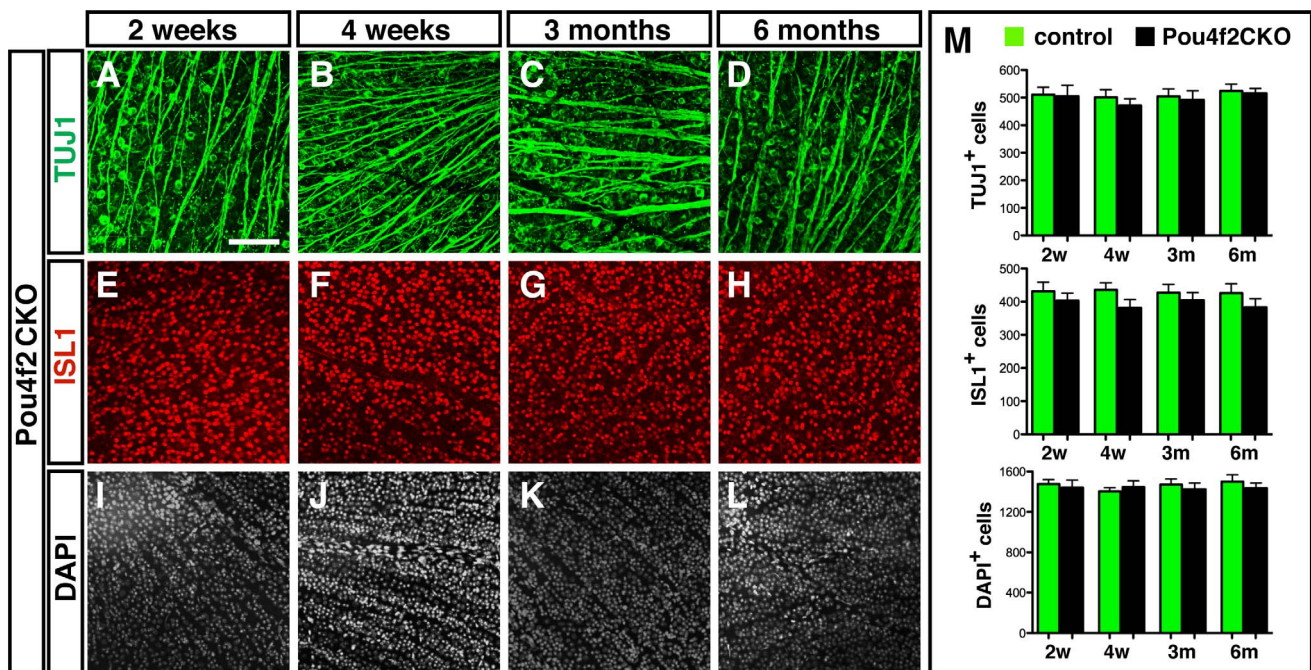 2 weeks 4 weeks 3 months 6 months
Pou4f2CKO
TUJ1
A B C D
ISL1
E F G H
DAPI
I J K L
M control Pou4f2CKO
600
500
400
300
200
100
0
TUJ1+ cells
2w 4w 3m 6m
500
400
300
200
100
0
ISL1+ cells
2w 4w 3m 6m
1600
1200
800
400
0
DAPI+ cells
2w 4w 3m 6m